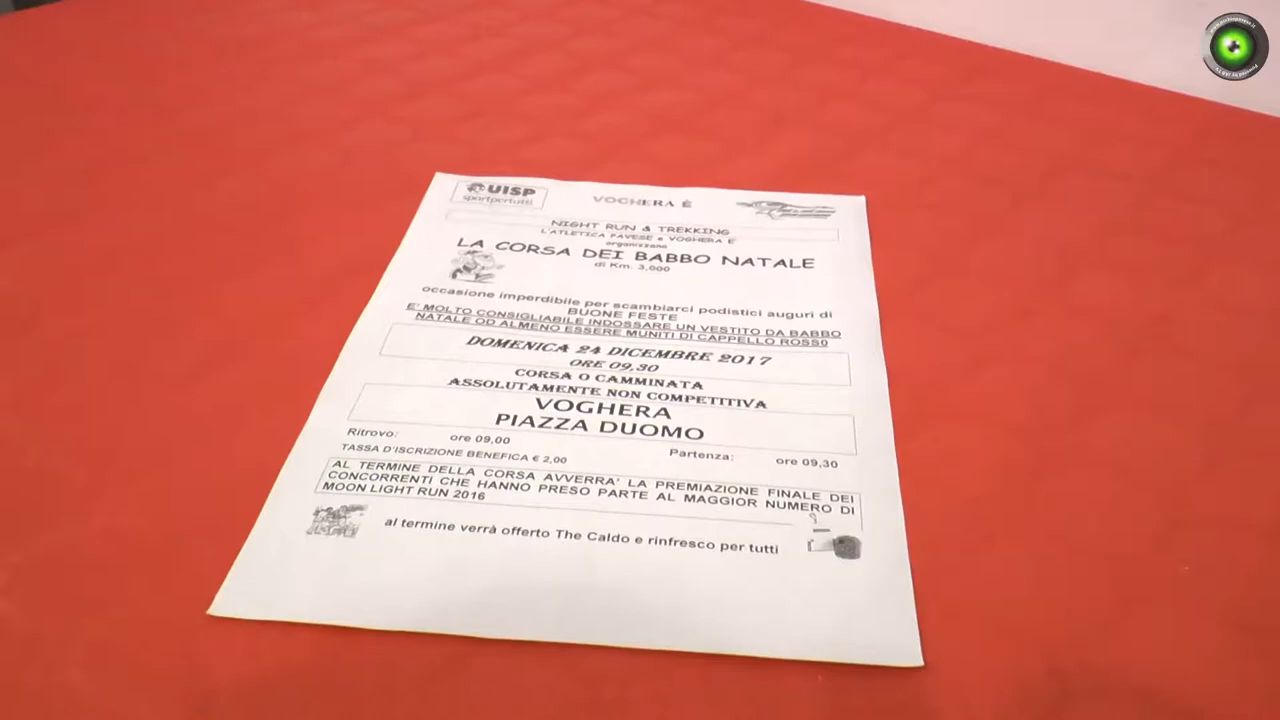 UISP
sportpertutti
VOGHERA È
NIGHT RUN & TREKKING
L'ATLETICA PAVESE e VOGHERA E'
organizzano
LA CORSA DEI BABBO NATALE
di Km. 3,000
occasione imperdibile per scambiarci podistici auguri di
BUONE FESTE
E' MOLTO CONSIGLIABILE INDOSSARE UN VESTITO DA BABBO
NATALE OD ALMENO ESSERE MUNITI DI CAPPELLO ROSS0
DOMENICA 24 DICEMBRE 2017
ORE 09,30
CORSA O CAMMINATA
ASSOLUTAMENTE NON COMPETITIVA
VOGHERA
PIAZZA DUOMO
Ritrovo: ore 09,00 Partenza: ore 09,30
TASSA D'ISCRIZIONE BENEFICA € 2,00
AL TERMINE DELLA CORSA AVVERRA' LA PREMIAZIONE FINALE DEI
CONCORRENTI CHE HANNO PRESO PARTE AL MAGGIOR NUMERO DI
MOON LIGHT RUN 2016
al termine verrà offerto The Caldo e rinfresco per tutti